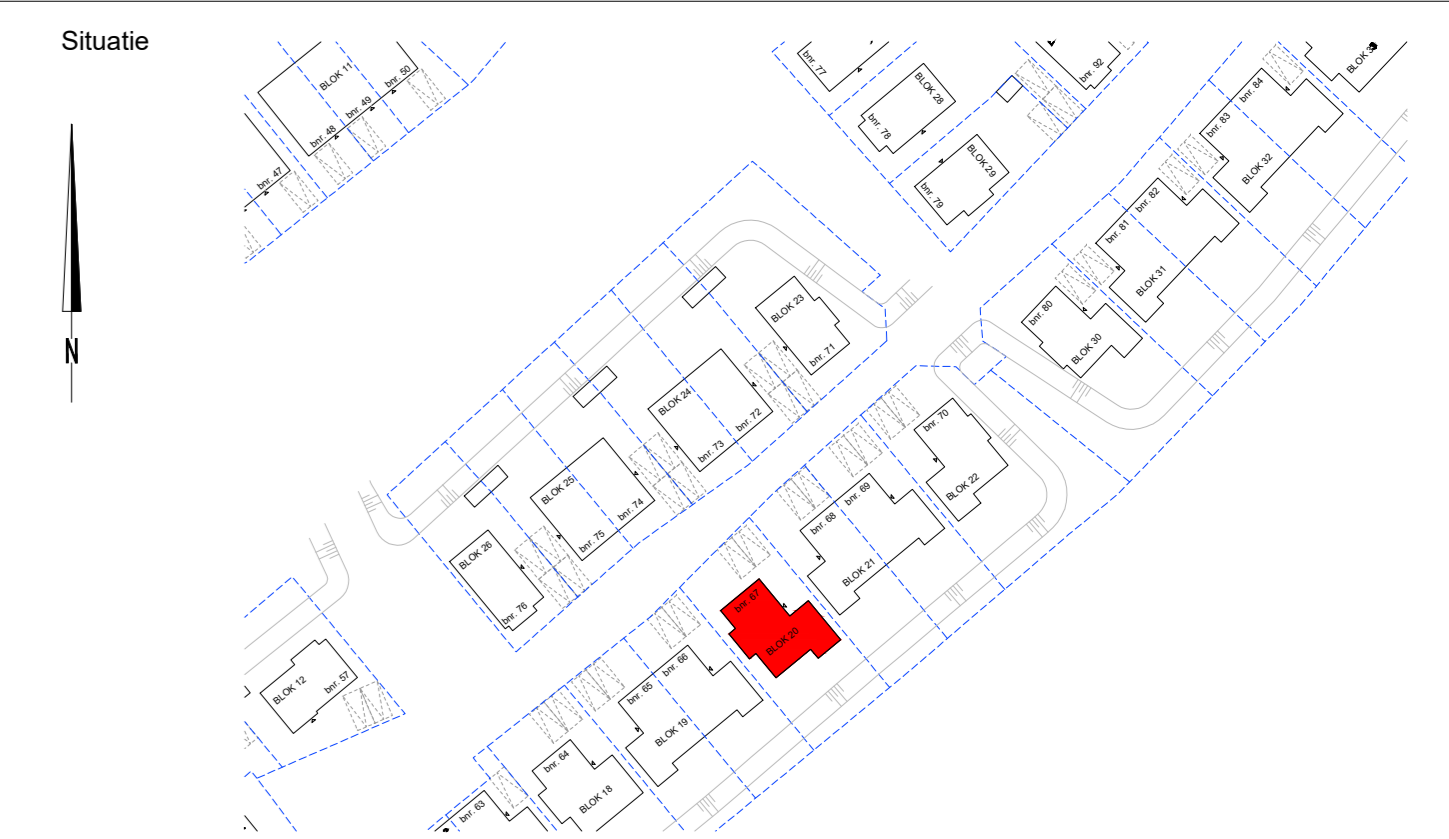 Situatie
N
BLOK 11
bnr. 50
bnr. 49
bnr. 48
bnr. 47
bnr. 77
BLOK 28
bnr. 78
BLOK 29
bnr. 79
bnr. 92
bnr. 84
bnr. 83
BLOK 32
bnr. 82
bnr. 81
BLOK 31
bnr. 80
BLOK 30
BLOK 23
bnr. 71
BLOK 24
bnr. 72
bnr. 73
BLOK 25
bnr. 74
bnr. 75
BLOK 26
bnr. 76
bnr. 70
BLOK 22
bnr. 69
bnr. 68
BLOK 21
bnr. 67
BLOK 20
bnr. 66
bnr. 65
BLOK 19
bnr. 64
BLOK 18
bnr. 63
BLOK 12
bnr. 57